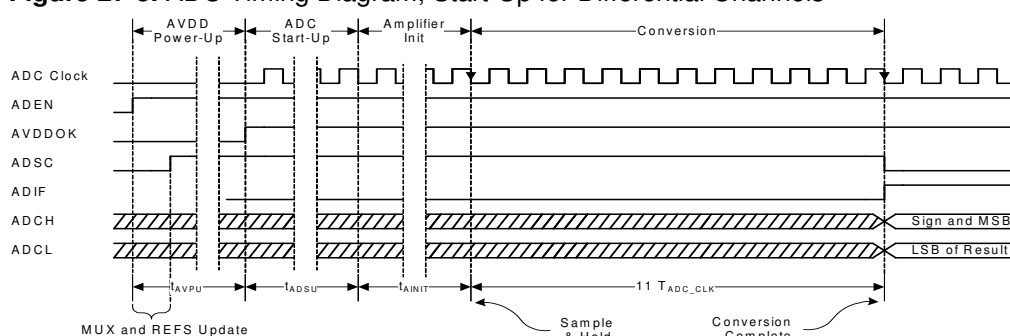 Figure 27-3. ADC Timing Diagram, Start-Up for Differential Channels
AVDD
Power-Up
ADC
Start-Up
Amplifier
Init
Conversion
ADC Clock
ADEN
AVDDOK
ADSC
ADIF
ADCH
Sign and MSB
ADCL
LSB of Result
tAVPU
tADSU
tAINIT
11 TADC_CLK
MUX and REFS Update
Sample
& Hold
Conversion
Complete